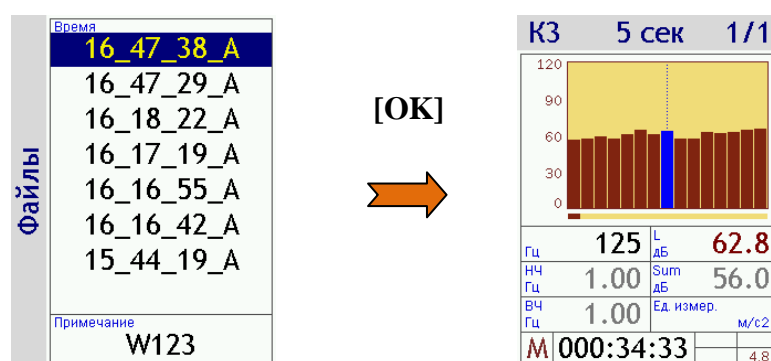 Файлы
Время
16_47_38_A
16_47_29_A
16_18_22_A
16_17_19_A
16_16_55_A
16_16_42_A
15_44_19_A
Примечание
W123
[OK]
К3 5 сек 1/1
120
90
60
30
0
Гц 125 L дБ 62.8
НЧ Гц 1.00 Sum дБ 56.0
ВЧ Гц 1.00 Ед. измер. м/с2
М 000:34:33 4.8